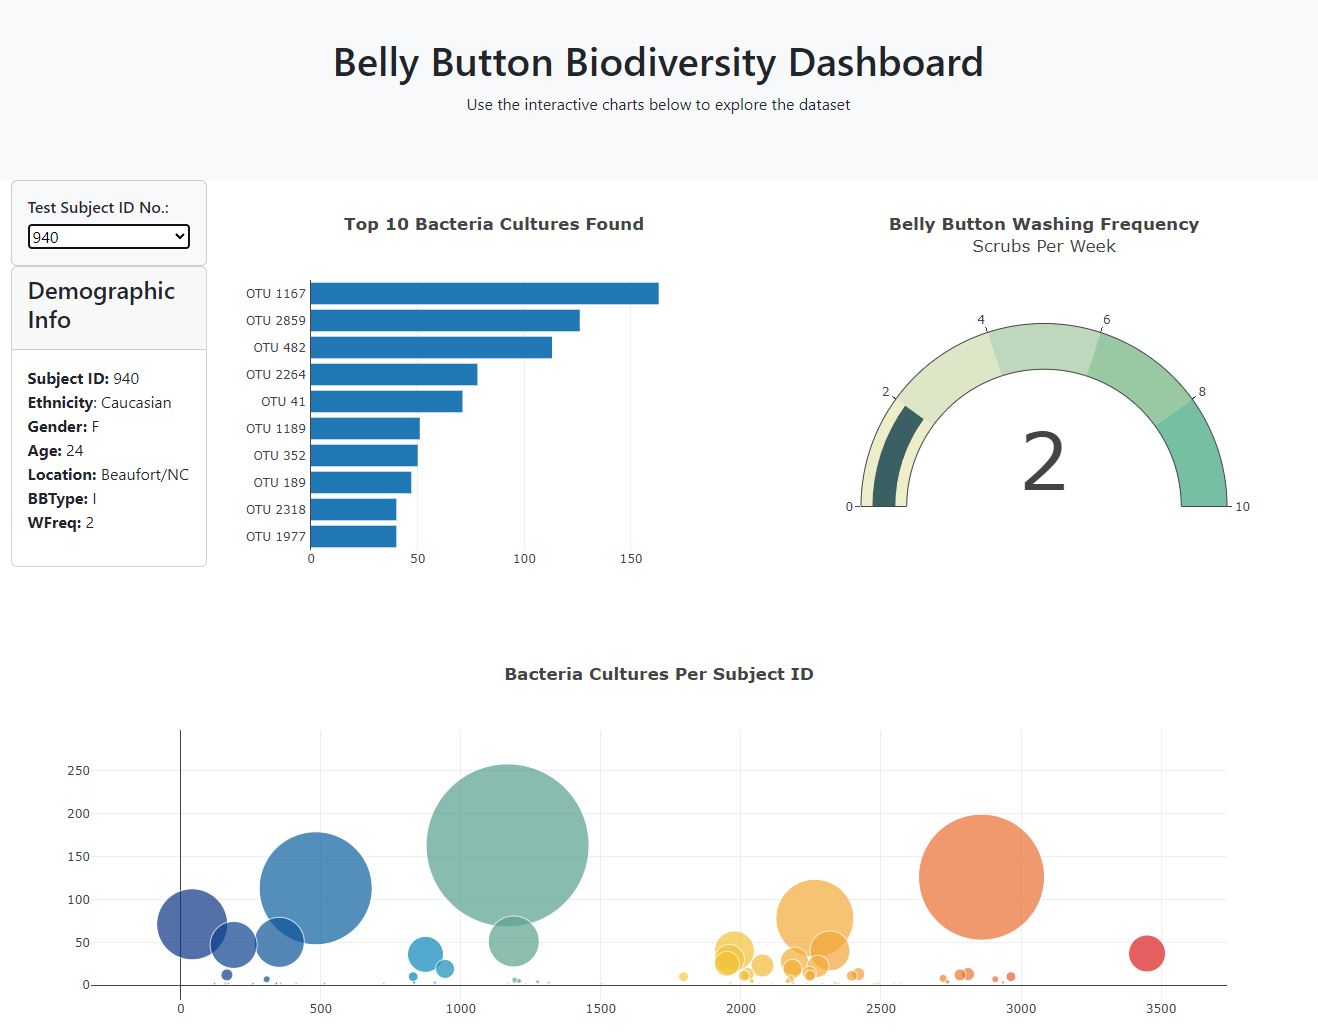 Belly Button Biodiversity Dashboard
Use the interactive charts below to explore the dataset
Test Subject ID No.:
940
Demographic
Info
Subject ID: 940
Ethnicity: Caucasian
Gender: F
Age: 24
Location: Beaufort/NC
BBType: I
WFreq: 2
Top 10 Bacteria Cultures Found
OTU 1167
OTU 2859
OTU 482
OTU 2264
OTU 41
OTU 1189
OTU 352
OTU 189
OTU 2318
OTU 1977
0 50 100 150
Belly Button Washing Frequency
Scrubs Per Week
0 2 4 6 8 10
2
Bacteria Cultures Per Subject ID
250
200
150
100
50
0
0 500 1000 1500 2000 2500 3000 3500